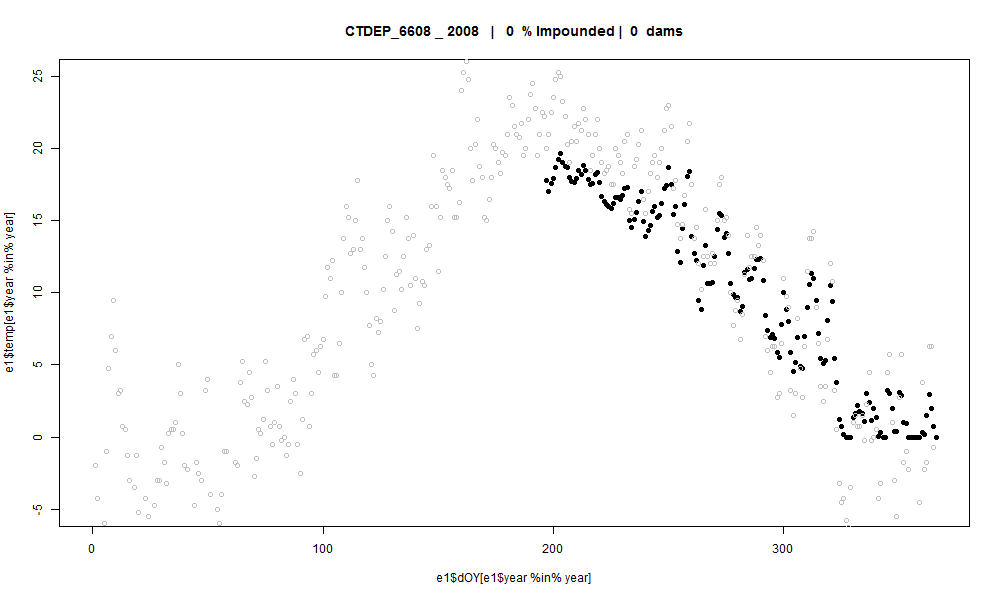 CTDEP_6608 _ 2008 | 0 % Impounded | 0 dams
e1$temp[e1$year %in% year]
25
20
15
10
5
0
-5
0 100 200 300
e1$dOY[e1$year %in% year]